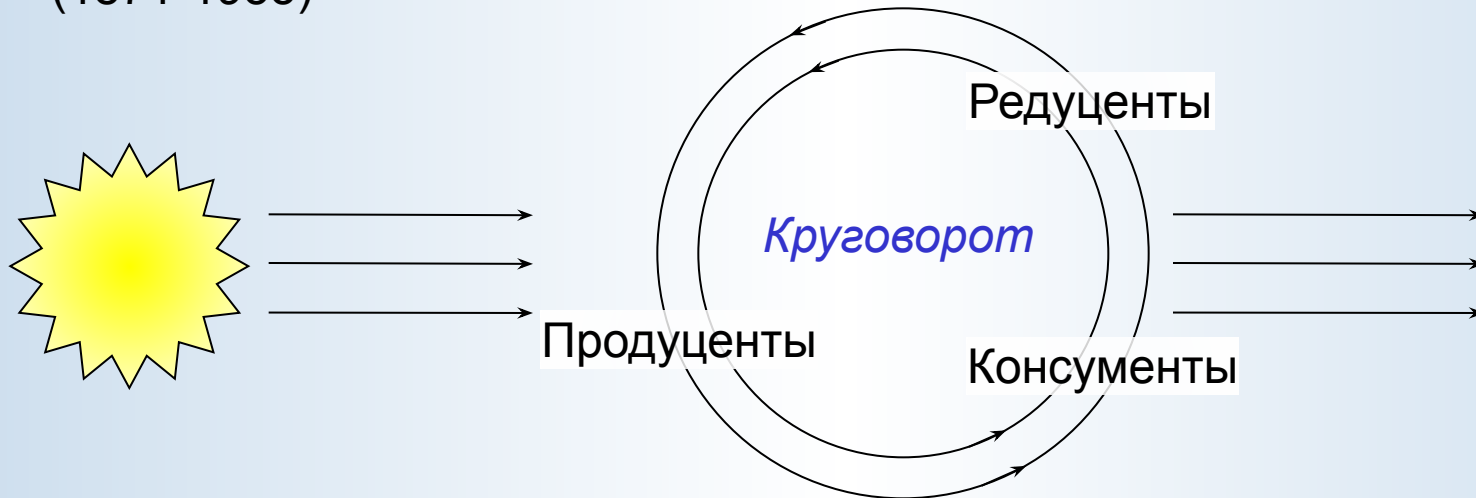 Редуценты
Круговорот
Продуценты
Консументы